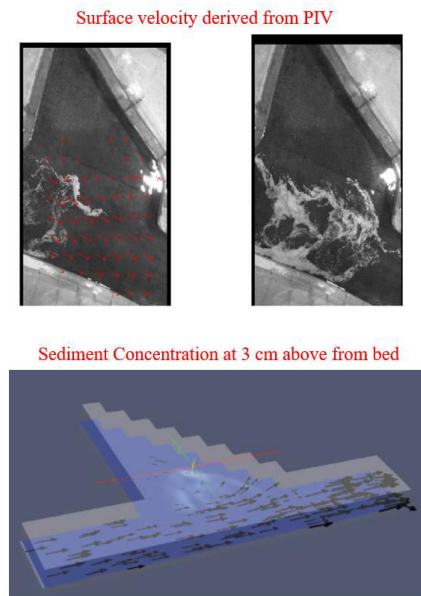 Surface velocity derived from PIV
Sediment Concentration at 3 cm above from bed